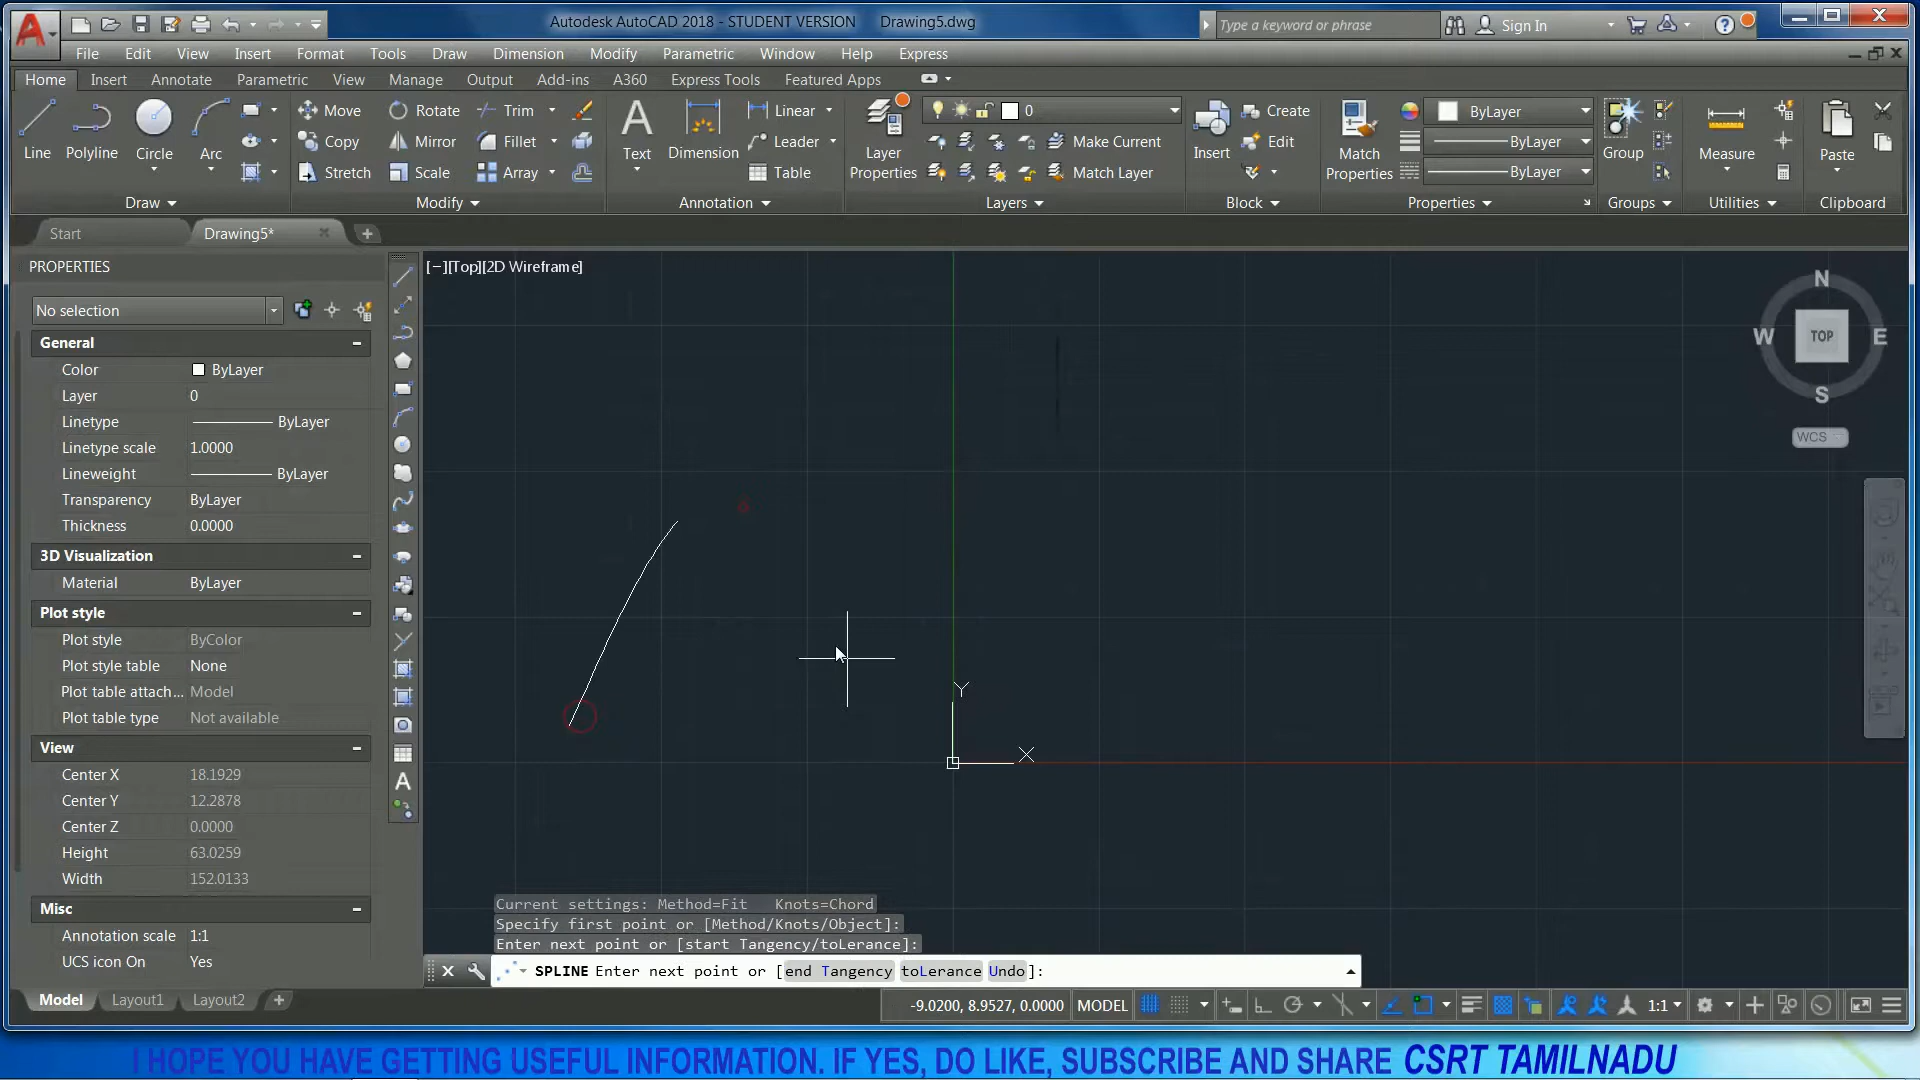 Autodesk AutoCAD 2018 - STUDENT VERSION Drawing5.dwg
Type a keyword or phrase
Sign In
File Edit View Insert Format Tools Draw Dimension Modify Parametric Window Help Express
Home Insert Annotate Parametric View Manage Output Add-ins A360 Express Tools Featured Apps
Line Polyline Circle Arc
Move Rotate Trim
Copy Mirror Fillet
Stretch Scale Array
Text Dimension
Linear
Leader
Table
Layer Properties
0
Make Current
Match Layer
Insert
Create
Edit
Match Properties
ByLayer
ByLayer
ByLayer
Group
Measure
Paste
Draw Modify Annotation Layers Block Properties Groups Utilities Clipboard
Start Drawing5*
PROPERTIES
No selection
General
Color ByLayer
Layer 0
Linetype ByLayer
Linetype scale 1.0000
Lineweight ByLayer
Transparency ByLayer
Thickness 0.0000
3D Visualization
Material ByLayer
Plot style
Plot style ByColor
Plot style table None
Plot table attach... Model
Plot table type Not available
View
Center X 18.1929
Center Y 12.2878
Center Z 0.0000
Height 63.0259
Width 152.0133
Misc
Annotation scale 1:1
UCS icon On Yes
[−][Top][2D Wireframe]
N
W TOP E
S
WCS
Y
X
Current settings: Method=Fit Knots=Chord
Specify first point or [Method/Knots/Object]:
Enter next point or [start Tangency/toLerance]:
SPLINE Enter next point or [end Tangency toLerance Undo]:
Model Layout1 Layout2
-9.0200, 8.9527, 0.0000 MODEL 1:1
I HOPE YOU HAVE GETTING USEFUL INFORMATION. IF YES, DO LIKE, SUBSCRIBE AND SHARE CSRT TAMILNADU